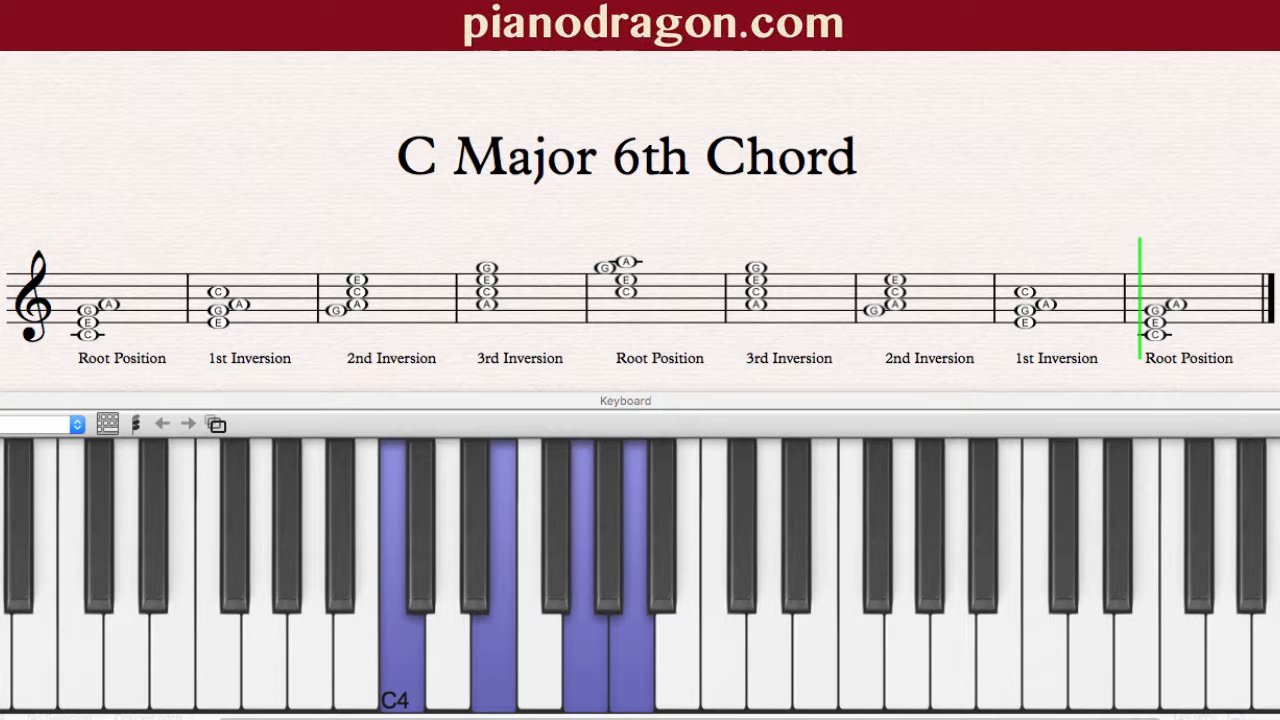 pianodragon.com
C Major 6th Chord
C E G A E G A C G A C E A C E G C E G A A C E G G A C E E G A C C E G A
Root Position 1st Inversion 2nd Inversion 3rd Inversion Root Position 3rd Inversion 2nd Inversion 1st Inversion Root Position
Keyboard
C4